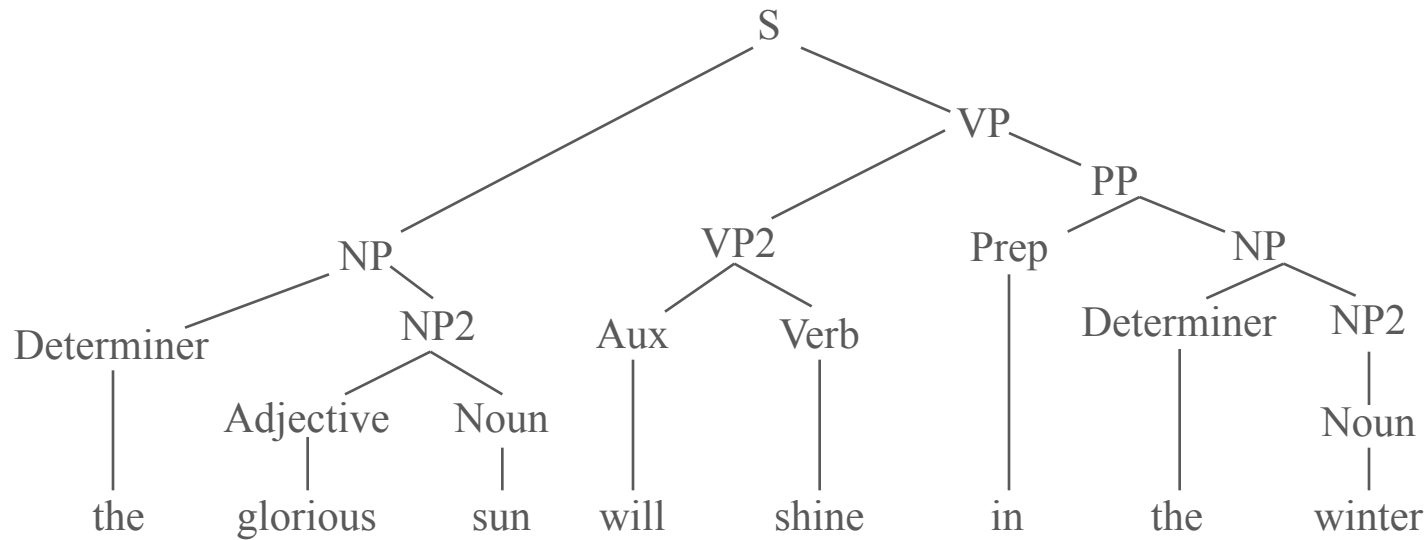 S
VP
PP
NP VP2 Prep NP
Determiner NP2 Aux Verb Determiner NP2
Adjective Noun Noun
the glorious sun will shine in the winter